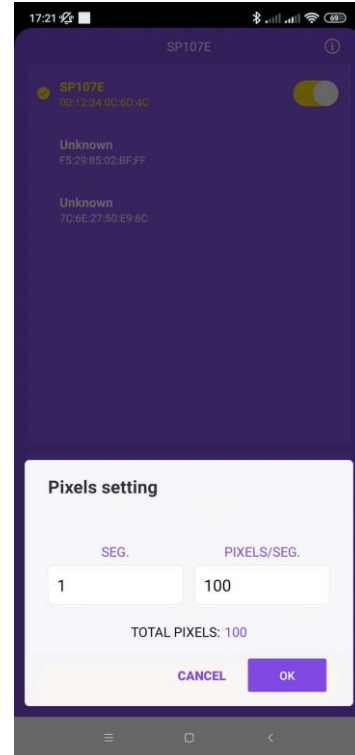 17:21
69
SP107E
SP107E
00:12:34:0C:6D:4C
Unknown
F5:29:85:02:BF:FF
Unknown
7C:6E:27:50:E9:6C
Pixels setting
SEG. PIXELS/SEG.
1 100
TOTAL PIXELS: 100
CANCEL OK